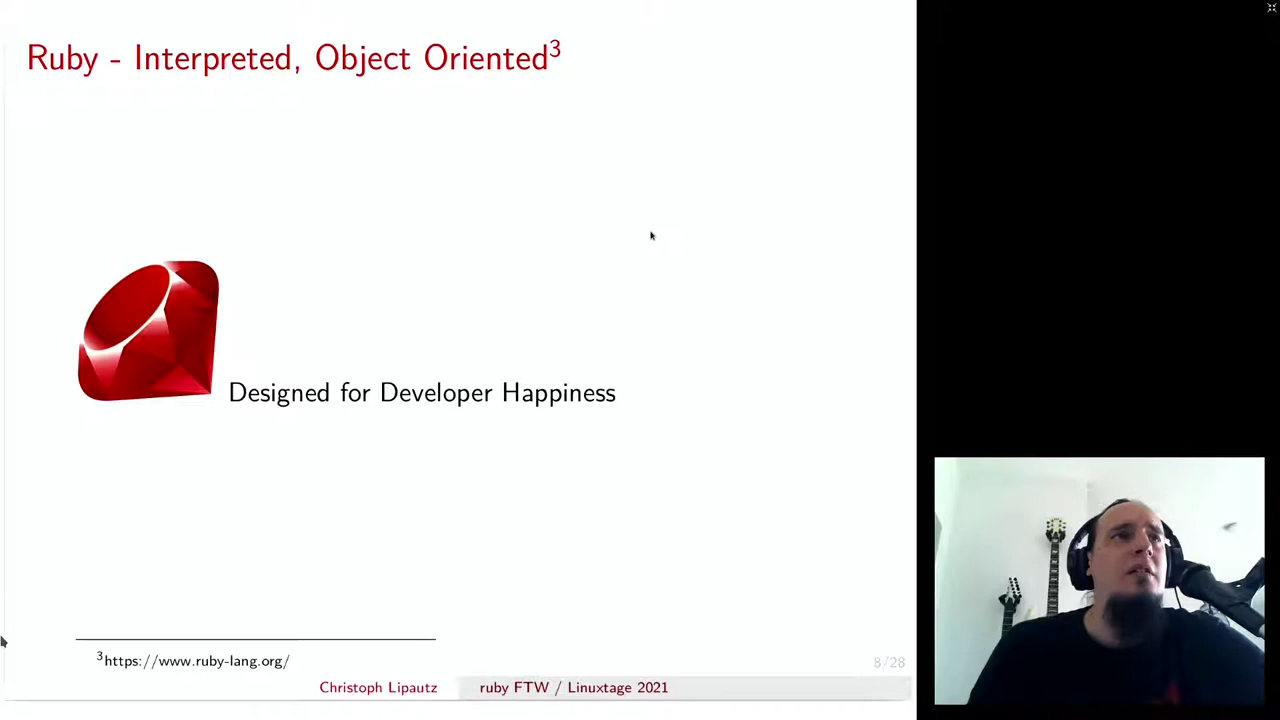 Ruby - Interpreted, Object Oriented³
Designed for Developer Happiness
³https://www.ruby-lang.org/
8/28
Christoph Lipautz
ruby FTW / Linuxtage 2021